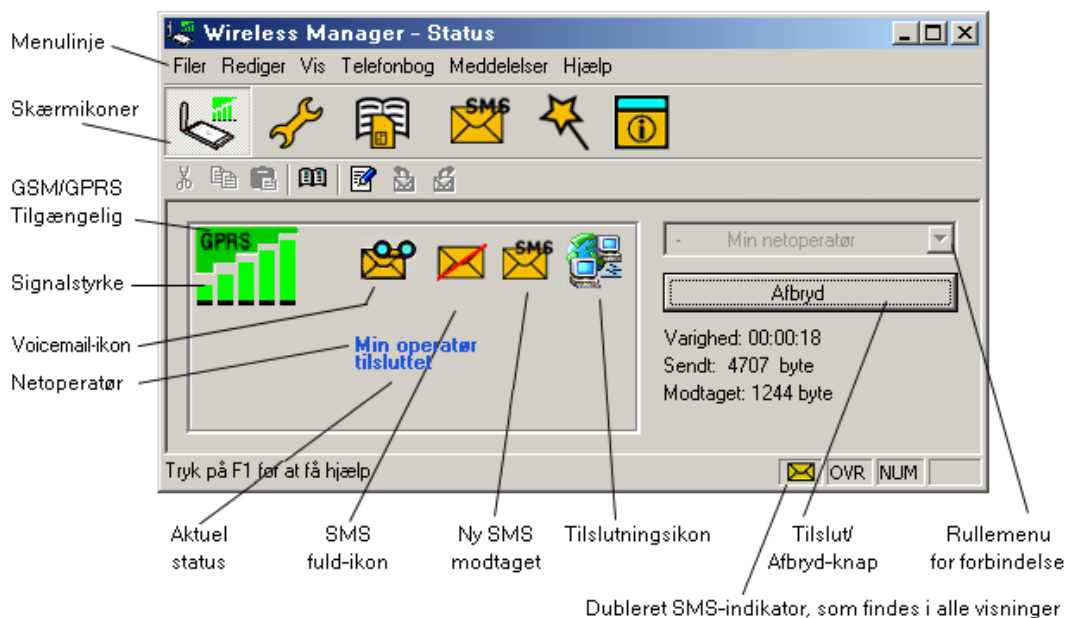 Wireless Manager - Status
Menulinje
Filer Rediger Vis Telefonbog Meddelelser Hjælp
Skærmikoner
SMS
GSM/GPRS
Tilgængelig
GPRS
SMS
- Min netoperatør
Signalstyrke
Afbryd
Voicemail-ikon
Varighed: 00:00:18
Netoperatør
Min operatør
tilsluttet
Sendt: 4707 byte
Modtaget: 1244 byte
Tryk på F1 for at få hjælp
OVR NUM
Aktuel
status
SMS
fuld-ikon
Ny SMS
modtaget
Tilslutningsikon
Tilslut/
Afbryd-knap
Rullemenu
for forbindelse
Dubleret SMS-indikator, som findes i alle visninger